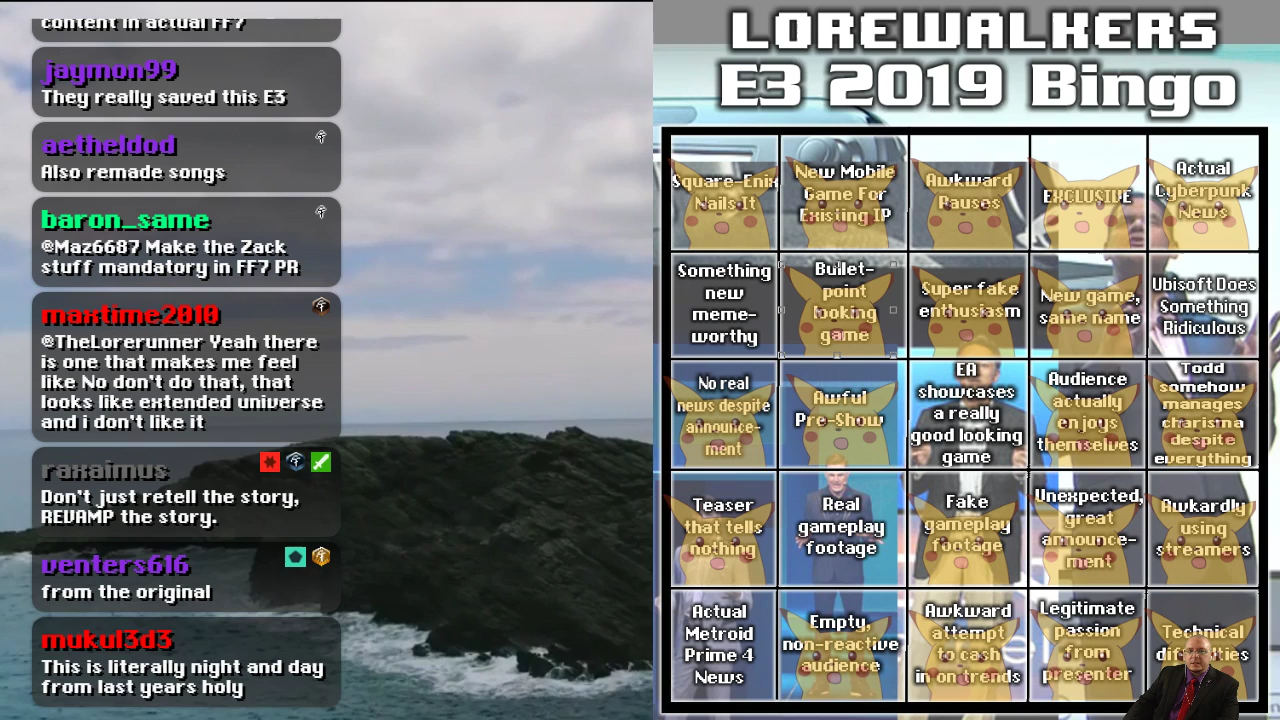 content in actual FF7
jaymon99
They really saved this E3
aetheldod
Also remade songs
baron_same
@Maz6687 Make the Zack
stuff mandatory in FF7 PR
maxtime2010
@TheLorerunner Yeah there
is one that makes me feel
like No don't do that, that
looks like extended universe
and i don't like it
raxaimus
Don't just retell the story,
REVAMP the story.
venters616
from the original
mukul3d3
This is literally night and day
from last years holy
LOREWALKERS
E3 2019 Bingo
Square-Enix
Nails It
New Mobile
Game For
Existing IP
Awkward
Pauses
EXCLUSIVE
Actual
Cyberpunk
News
Something
new
meme-
worthy
Bullet-
point
looking
game
Super fake
enthusiasm
New game,
same name
Ubisoft Does
Something
Ridiculous
No real
news despite
announce-
ment
Awful
Pre-Show
EA
showcases
a really
good looking
game
Audience
actually
enjoys
themselves
Todd
somehow
manages
charisma
despite
everything
Teaser
that tells
nothing
Real
gameplay
footage
Fake
gameplay
footage
Unexpected,
great
announce-
ment
Awkardly
using
streamers
Actual
Metroid
Prime 4
News
Empty,
non-reactive
audience
Awkward
attempt
to cash
in on trends
Legitimate
passion
from
presenter
Technical